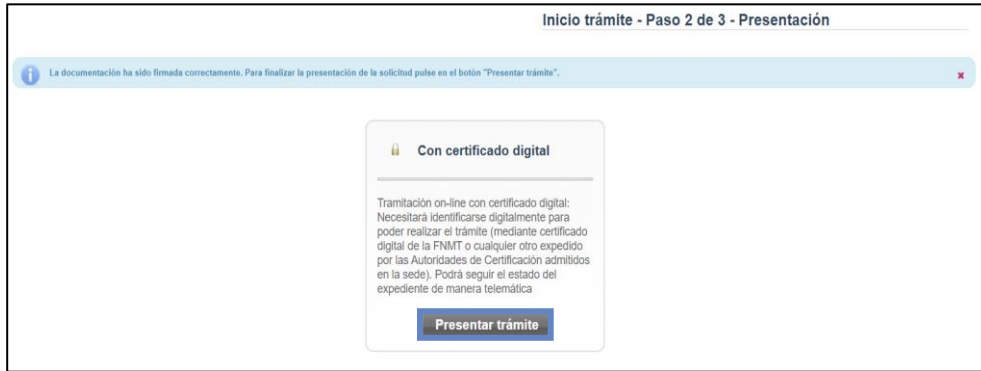 Inicio trámite - Paso 2 de 3 - Presentación
La documentación ha sido firmada correctamente. Para finalizar la presentación de la solicitud pulse en el botón "Presentar trámite".
Con certificado digital
Tramitación on-line con certificado digital:
Necesitará identificarse digitalmente para
poder realizar el trámite (mediante certificado
digital de la FNMT o cualquier otro expedido
por las Autoridades de Certificación admitidos
en la sede). Podrá seguir el estado del
expediente de manera telemática
Presentar trámite